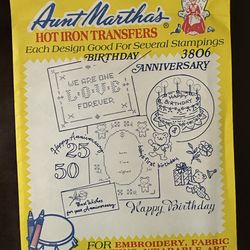 Aunt Martha's®
HOT IRON TRANSFERS
Each Design Good For Several Stampings
BIRTHDAY 3806
ANNIVERSARY
WE ARE ONE
LOVE
FOREVER
HAPPY
BIRTHDAY
Happy Anniversary
25
50
Best Wishes
for your Anniversary
Happy Birthday
FOR EMBROIDERY, FABRIC